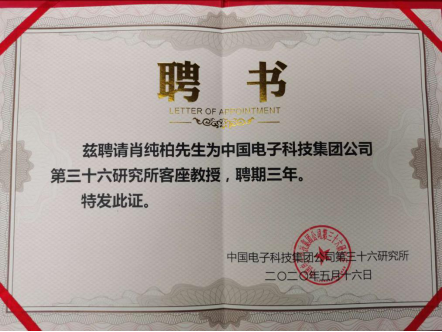 聘 书
LETTER OF APPOINTMENT
兹聘请肖纯柏先生为中国电子科技集团公司
第三十六研究所客座教授，聘期三年。
特发此证。
中国电子科技集团公司第三十六研究所
二〇二〇年五月十六日